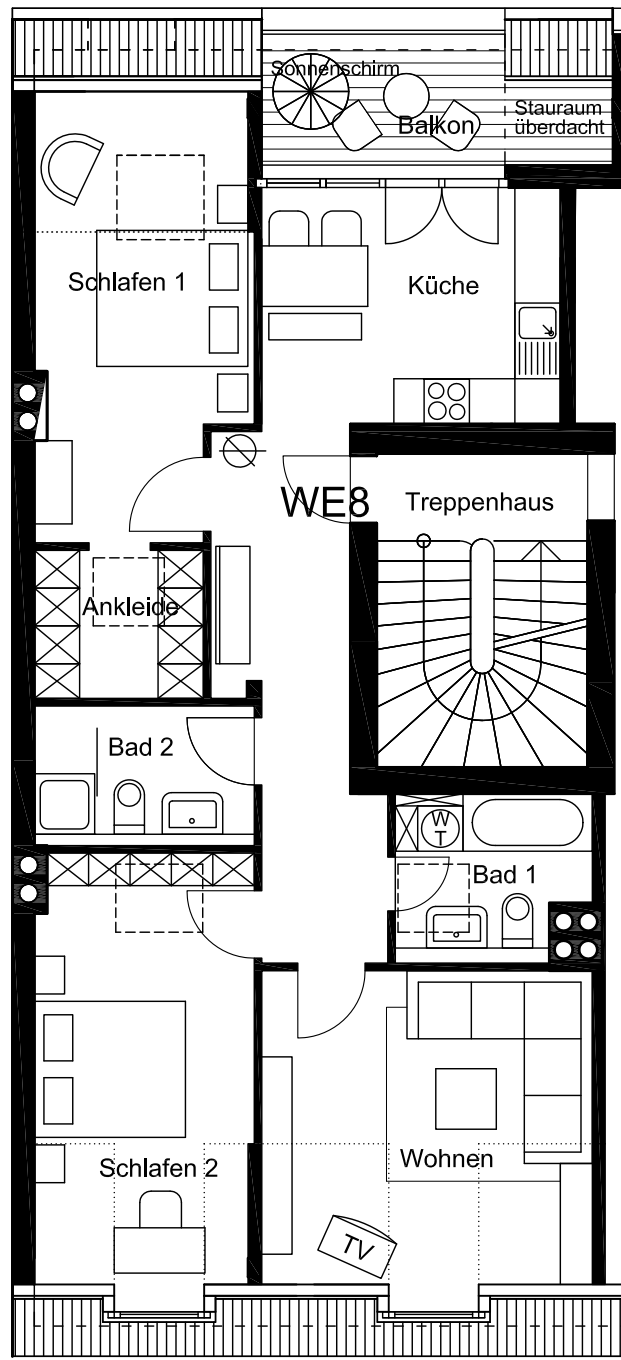 Sonnenschirm
Balkon
Stauraum
überdacht
Schlafen 1
Küche
WE8
Treppenhaus
Ankleide
Bad 2
W
T
Bad 1
Schlafen 2
Wohnen
TV